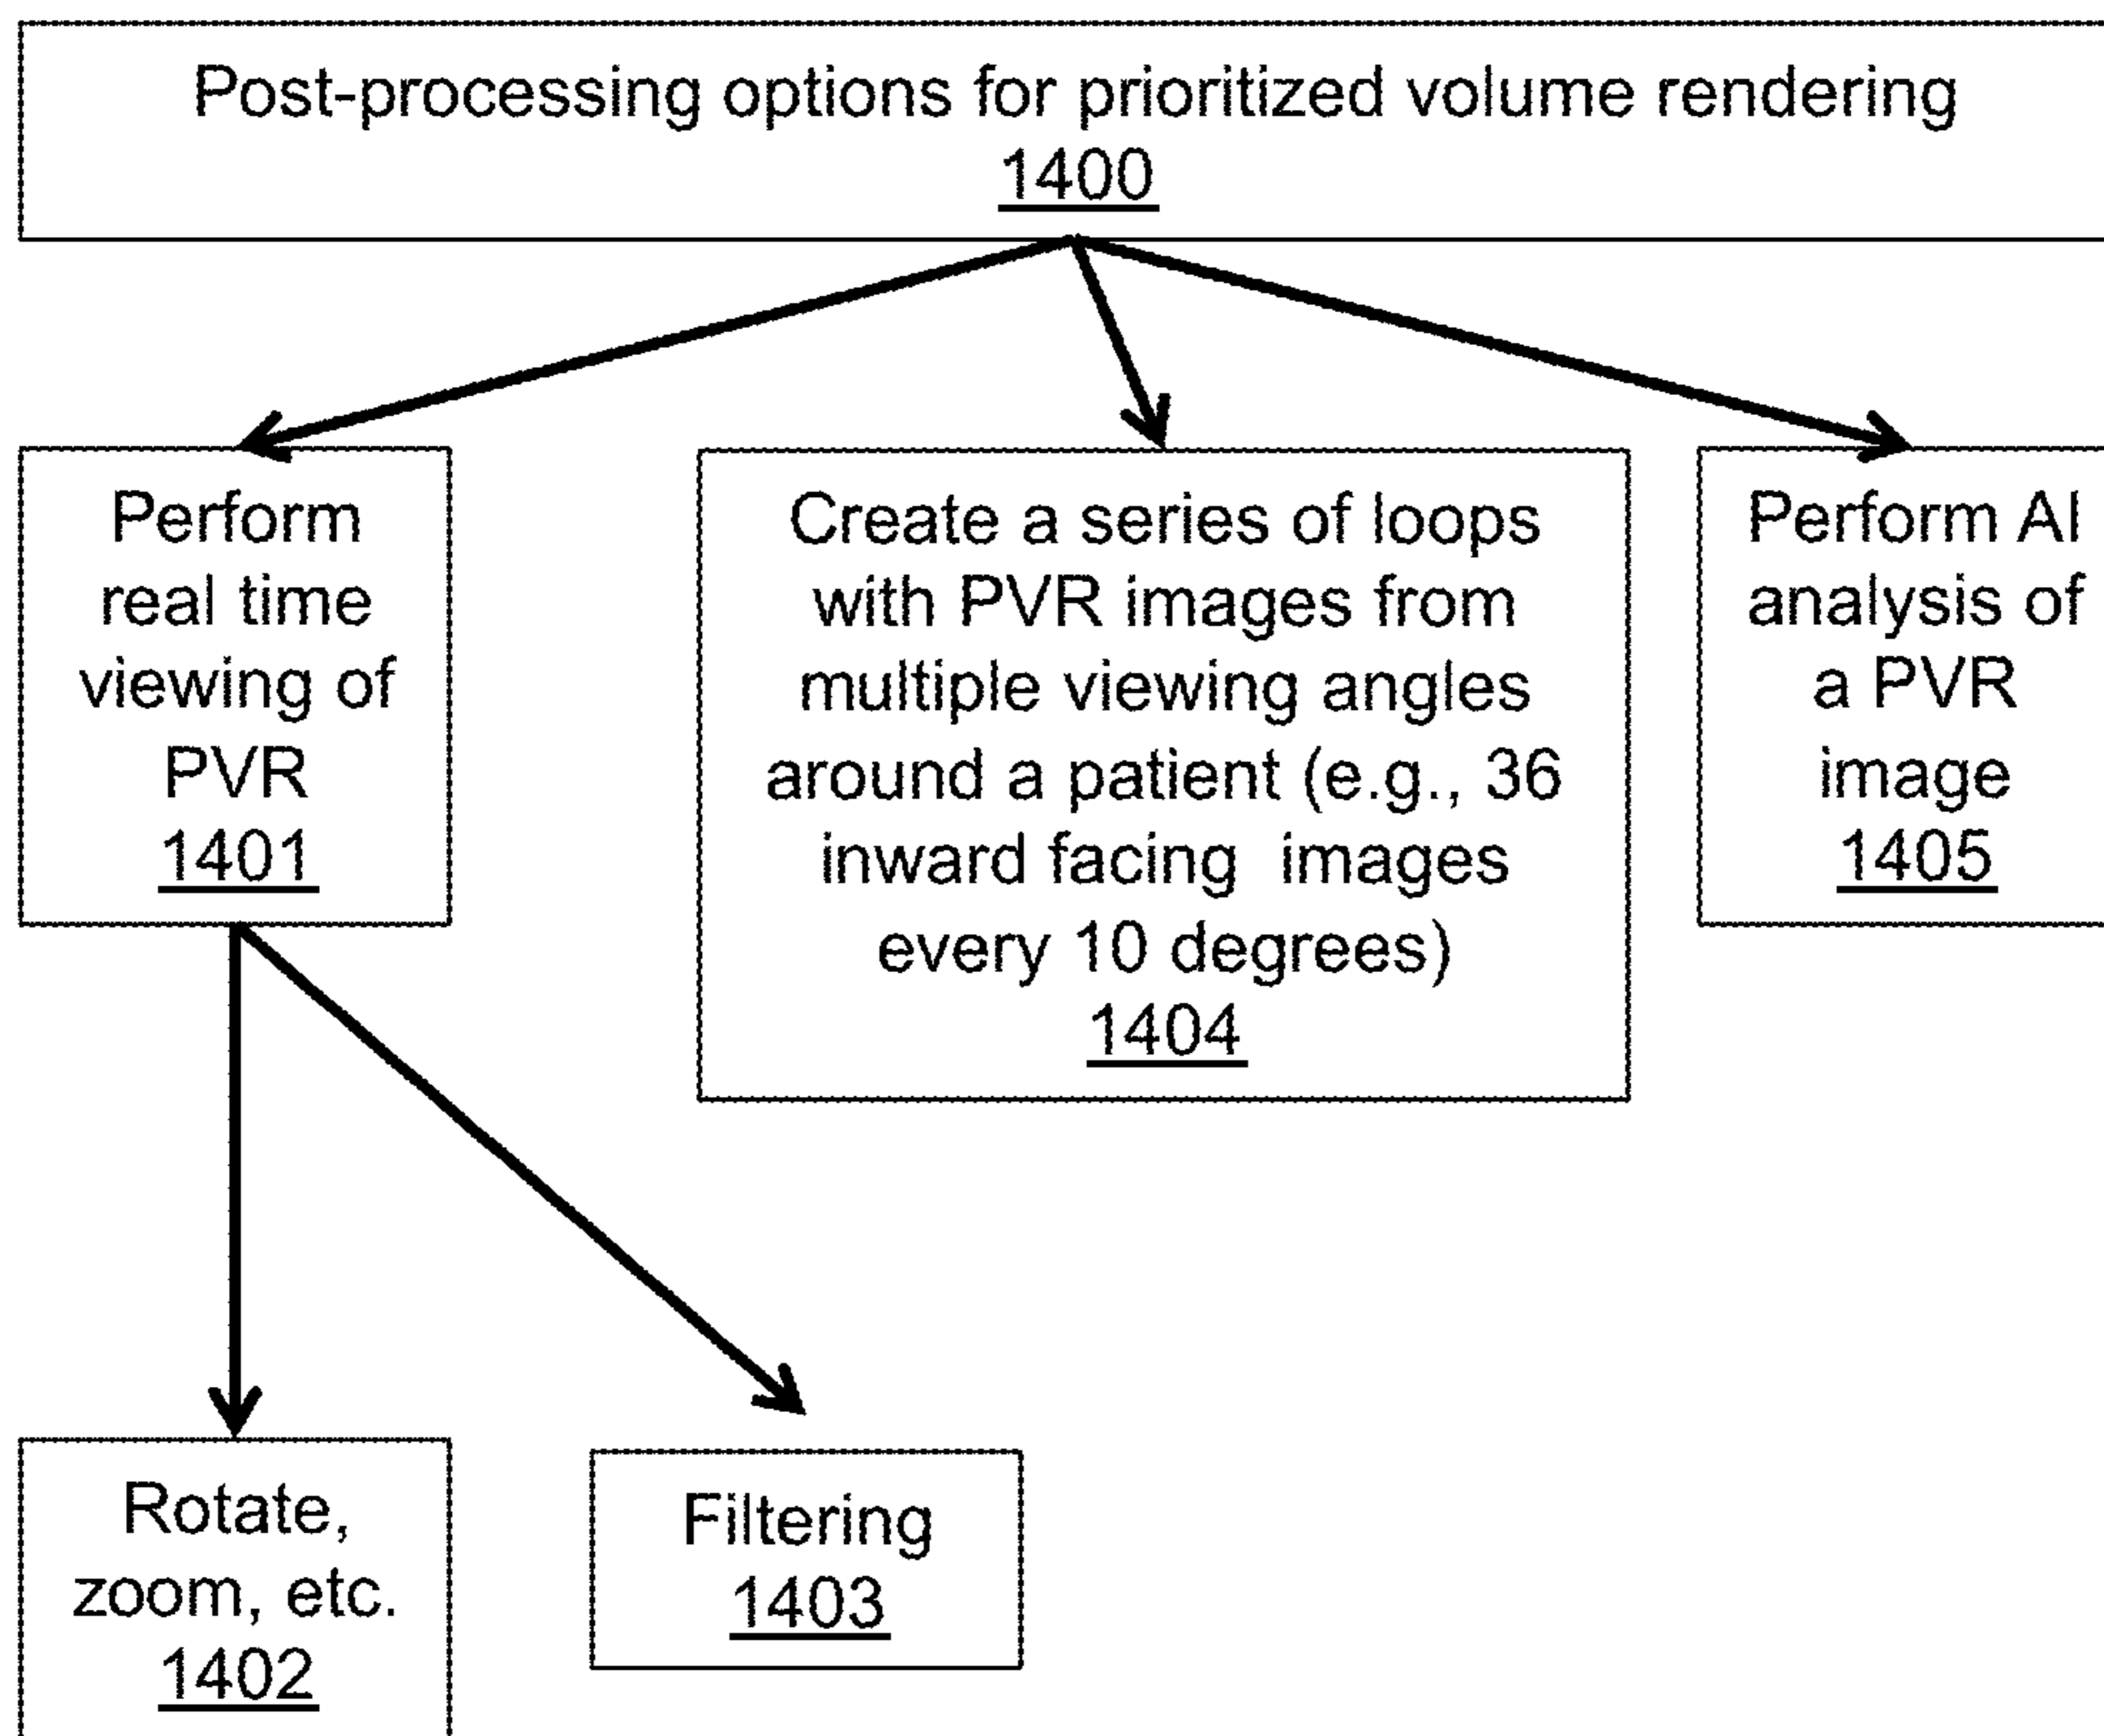 Post-processing options for prioritized volume rendering
1400
Perform
real time
viewing of
PVR
1401
Create a series of loops
with PVR images from
multiple viewing angles
around a patient (e.g., 36
inward facing  images
every 10 degrees)
1404
Perform AI
analysis of
a PVR
image
1405
Rotate,
zoom, etc.
1402
Filtering
1403